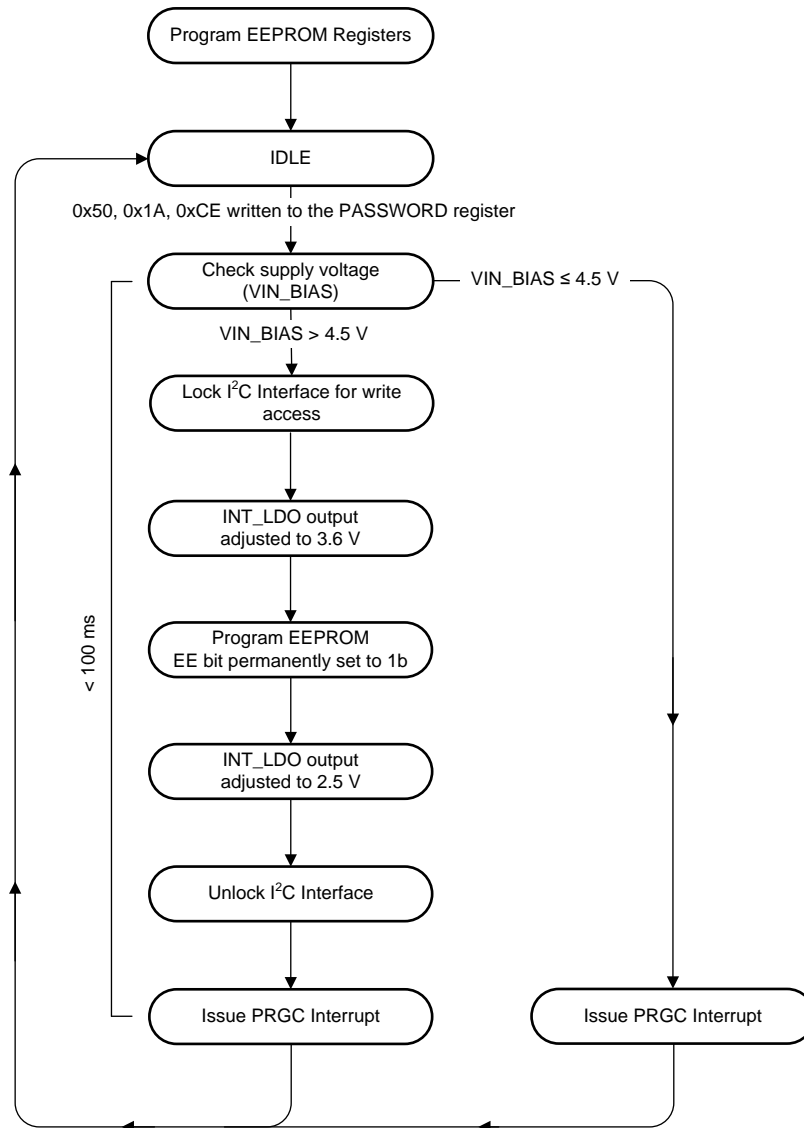 Program EEPROM Registers
IDLE
0x50, 0x1A, 0xCE written to the PASSWORD register
Check supply voltage
(VIN_BIAS)
VIN_BIAS ≤ 4.5 V
VIN_BIAS > 4.5 V
Lock I²C Interface for write
access
INT_LDO output
adjusted to 3.6 V
< 100 ms
Program EEPROM
EE bit permanently set to 1b
INT_LDO output
adjusted to 2.5 V
Unlock I²C Interface
Issue PRGC Interrupt
Issue PRGC Interrupt